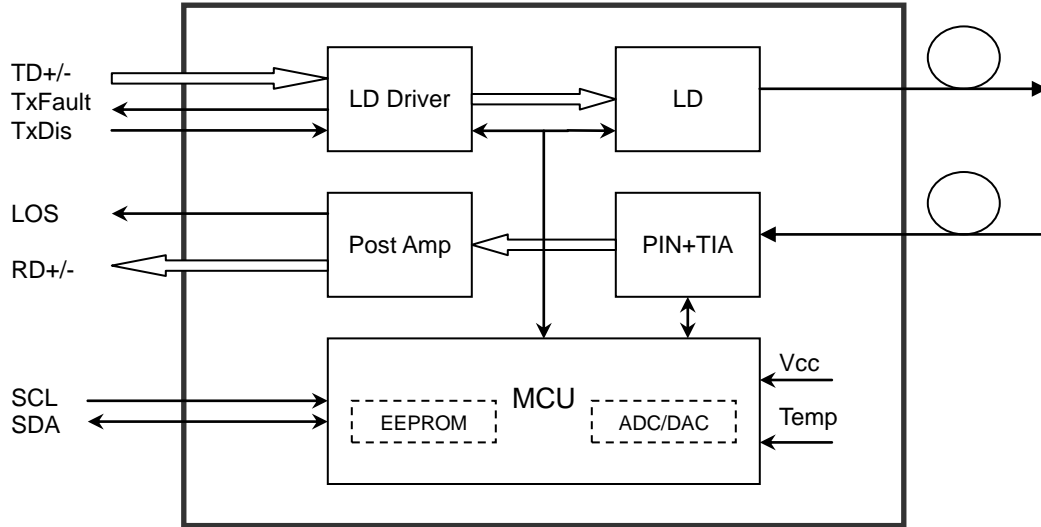 TD+/-
TxFault
TxDis
LD Driver
LD
LOS
RD+/-
Post Amp
PIN+TIA
SCL
SDA
MCU
EEPROM
ADC/DAC
Vcc
Temp